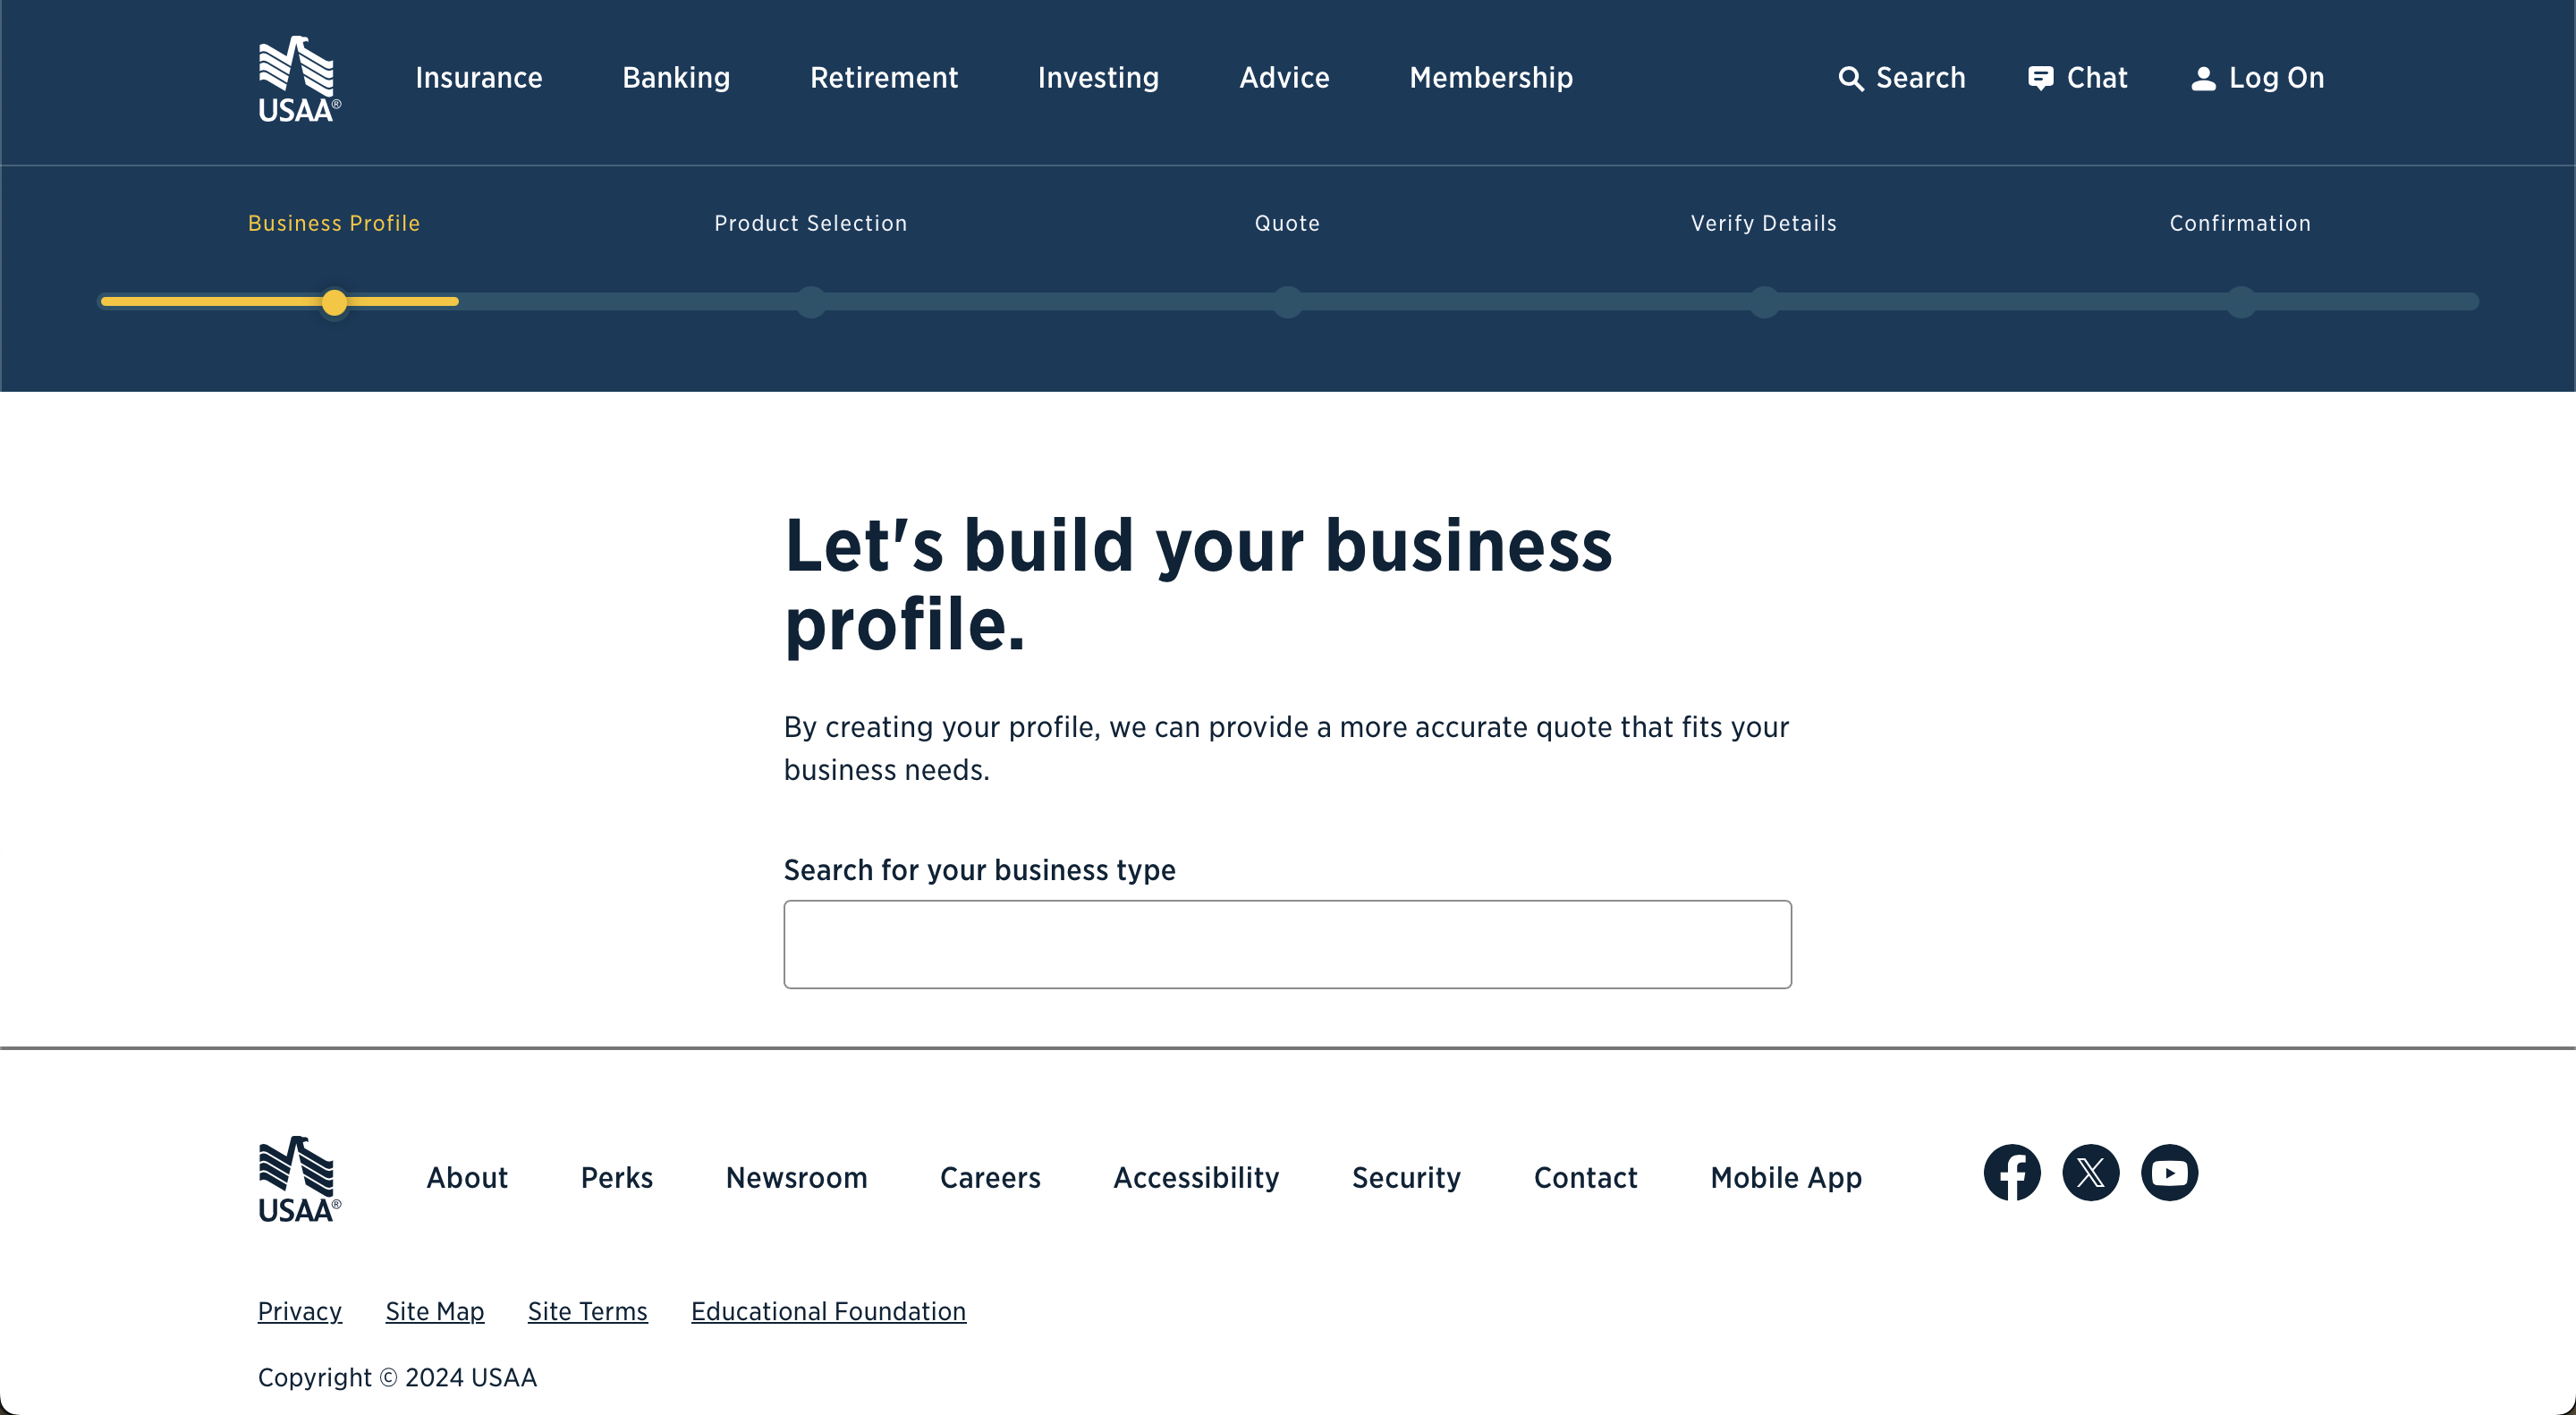 USAA®
Insurance
Banking
Retirement
Investing
Advice
Membership
Search
Chat
Log On
Business Profile
Product Selection
Quote
Verify Details
Confirmation
Let's build your business
profile.
By creating your profile, we can provide a more accurate quote that fits your
business needs.
Search for your business type
USAA®
About
Perks
Newsroom
Careers
Accessibility
Security
Contact
Mobile App
Privacy
Site Map
Site Terms
Educational Foundation
Copyright © 2024 USAA